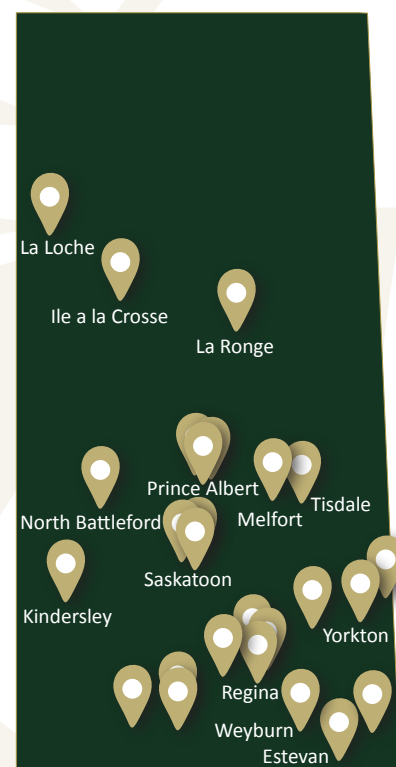 La Loche
Ile a la Crosse
La Ronge
Prince Albert
Tisdale
Melfort
North Battleford
Saskatoon
Kindersley
Yorkton
Regina
Weyburn
Estevan